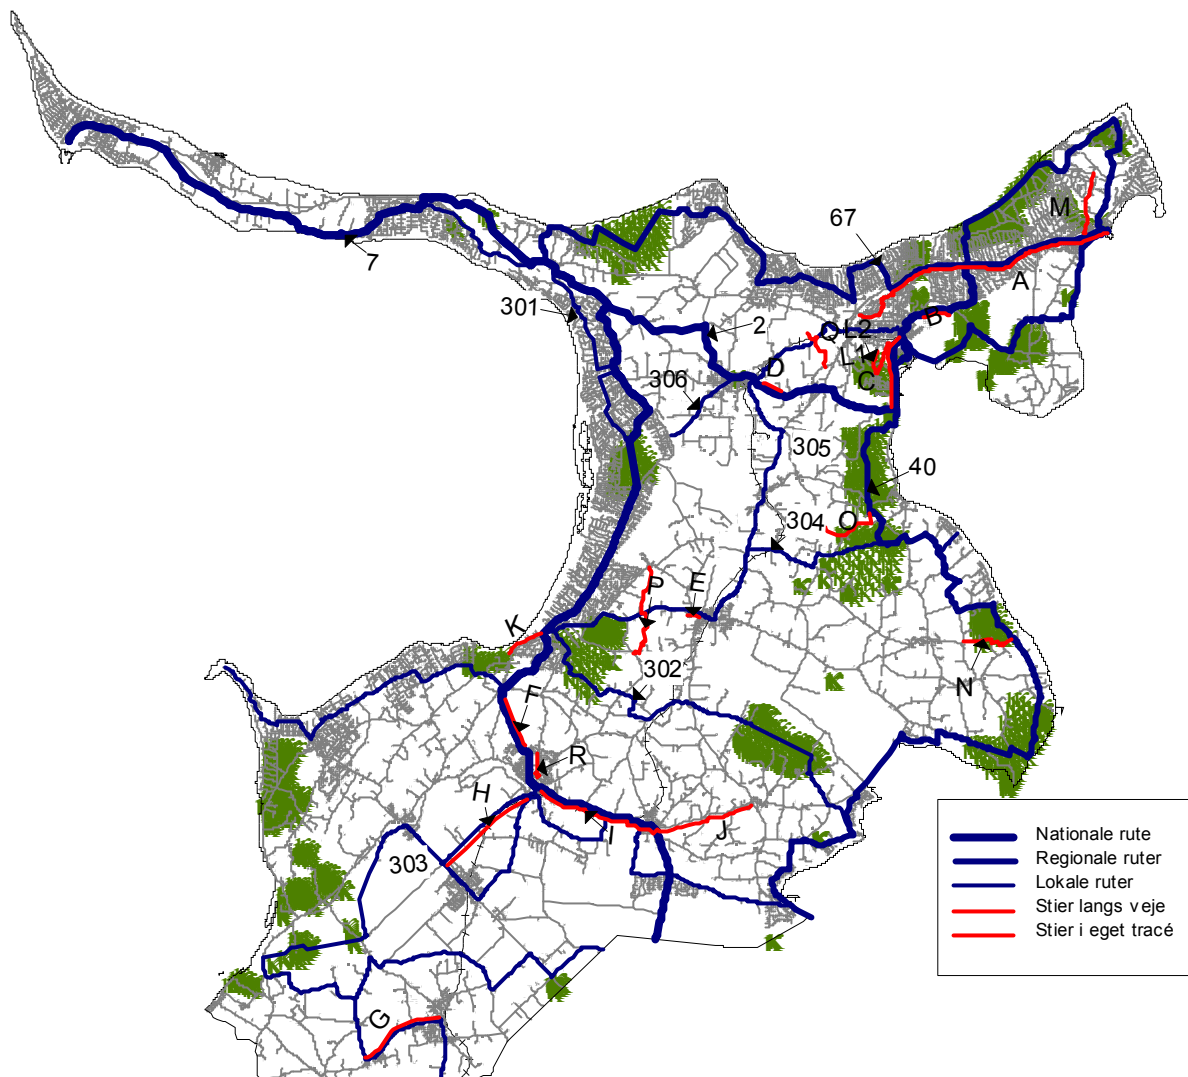 67
M
7
A
301
2
B
Q
L2
L1
D
306
C
305
40
304
O
P
E
K
302
N
F
R
H
I
J
303
G
Nationale rute
Regionale ruter
Lokale ruter
Stier langs veje
Stier i eget tracé